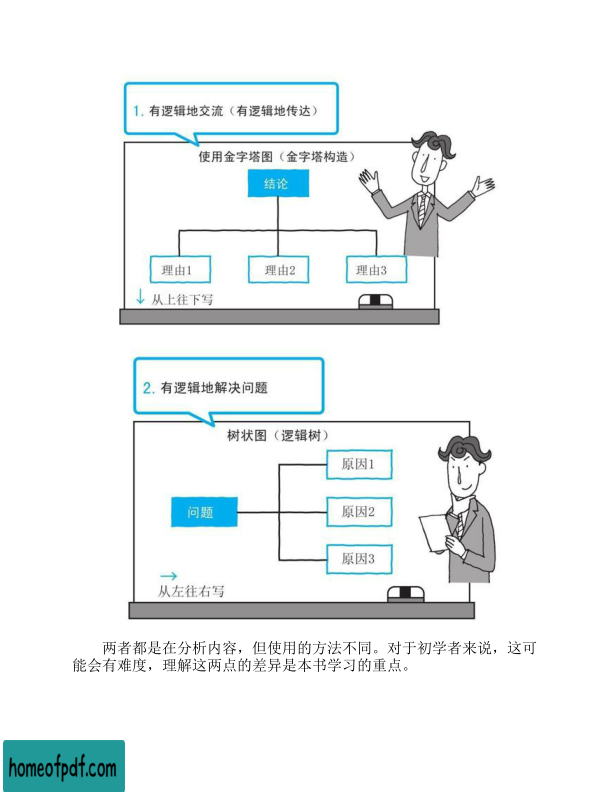 1. 有逻辑地交流（有逻辑地传达）
使用金字塔图（金字塔构造）
结论
理由1
理由2
理由3
↓ 从上往下写
2. 有逻辑地解决问题
树状图（逻辑树）
原因1
问题
原因2
原因3
→
从左往右写
两者都是在分析内容，但使用的方法不同。对于初学者来说，这可
能会有难度，理解这两点的差异是本书学习的重点。
homeofpdf.com